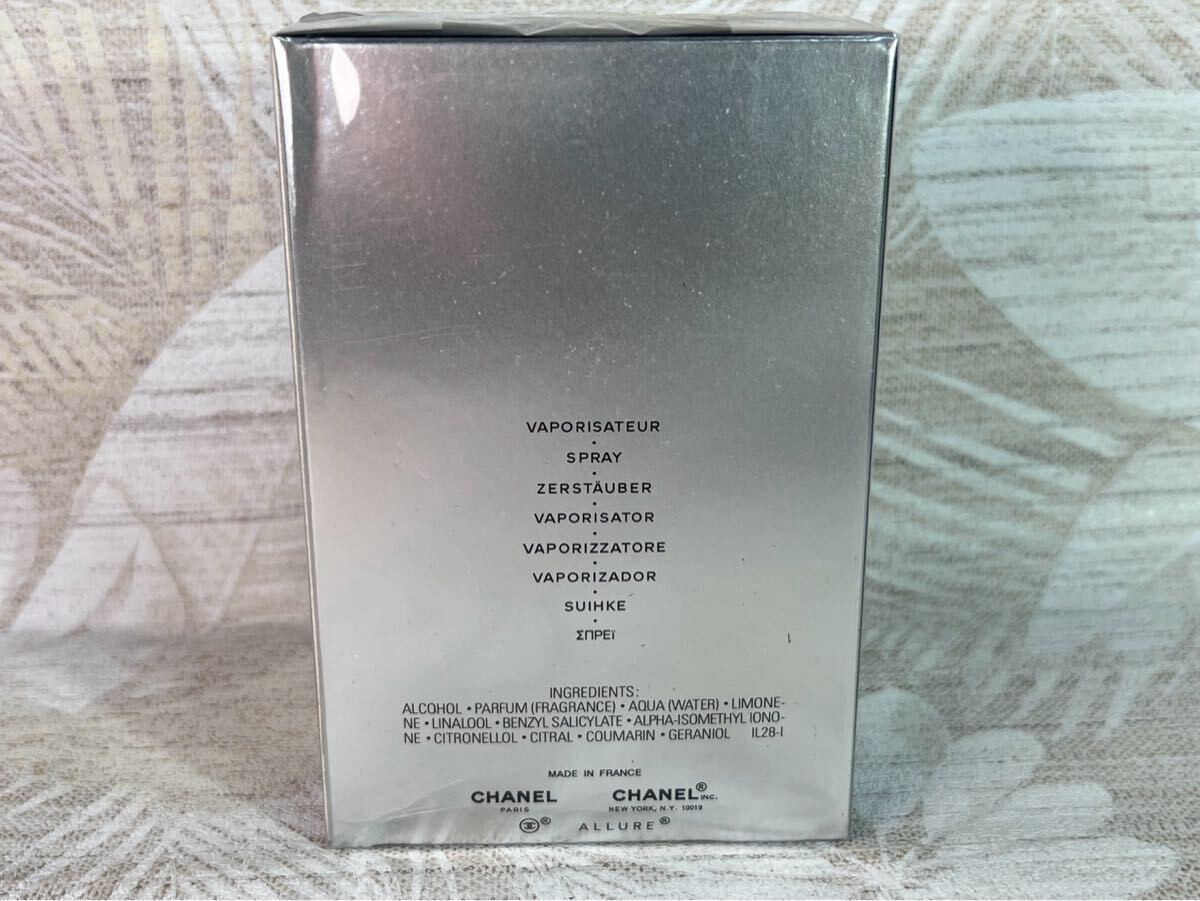 VAPORISATEUR
•
SPRAY
•
ZERSTÄUBER
•
VAPORISATOR
•
VAPORIZZATORE
•
VAPORIZADOR
•
SUIHKE
•
ΣΠΡΕϊ
INGREDIENTS:
ALCOHOL • PARFUM (FRAGRANCE) • AQUA (WATER) • LIMONE-
NE • LINALOOL • BENZYL SALICYLATE • ALPHA-ISOMETHYL IONO-
NE • CITRONELLOL • CITRAL • COUMARIN • GERANIOL IL28-I
MADE IN FRANCE
CHANEL CHANEL® INC.
PARIS NEW YORK, N.Y. 10019
® ALLURE®